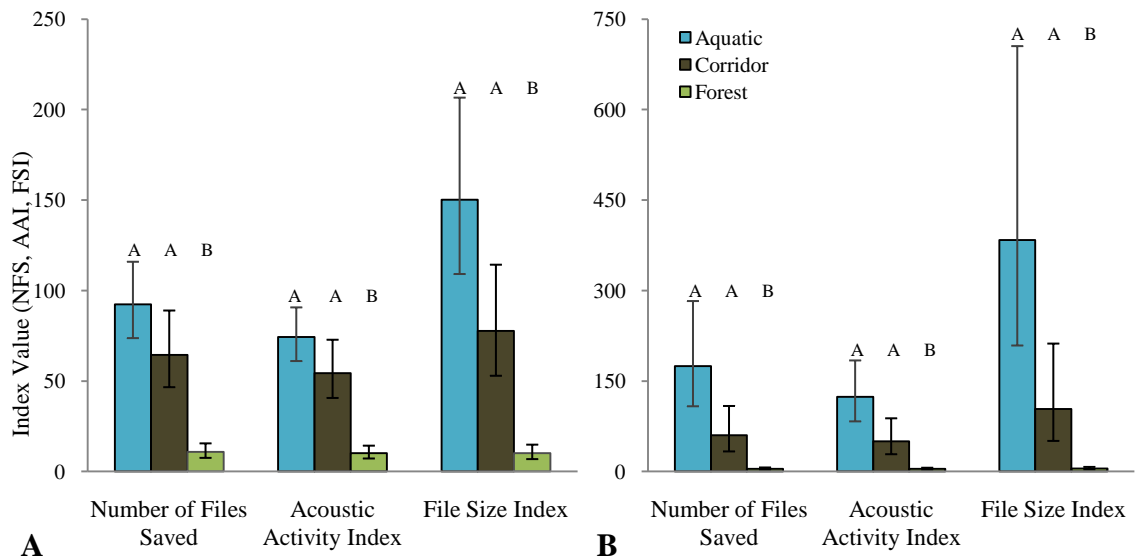 Index Value (NFS, AAI, FSI)
250
200
150
100
50
0
A A B
A A B
A A B
Number of Files
Saved
Acoustic
Activity Index
File Size Index
A
750
600
450
300
150
0
Aquatic
Corridor
Forest
A A B
A A B
A A B
Number of Files
Saved
Acoustic
Activity Index
File Size Index
B